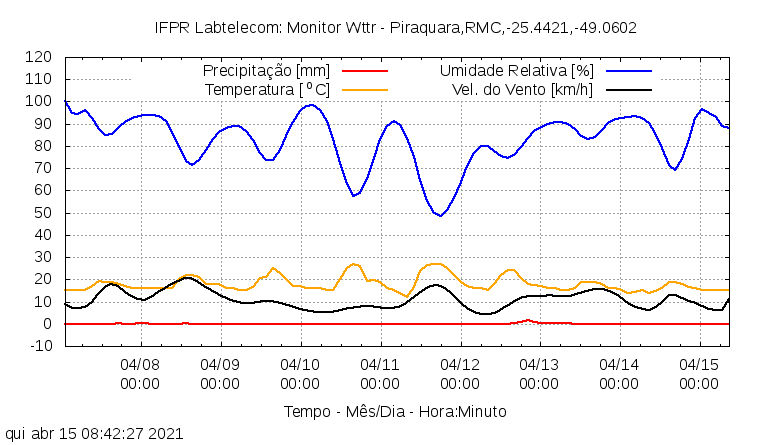 IFPR Labtelecom: Monitor Wttr - Piraquara,RMC,-25.4421,-49.0602
120
110
100
90
80
70
60
50
40
30
20
10
0
-10
Precipitação [mm]
Temperatura [⁰C]
Umidade Relativa [%]
Vel. do Vento [km/h]
04/08 04/09 04/10 04/11 04/12 04/13 04/14 04/15
00:00 00:00 00:00 00:00 00:00 00:00 00:00 00:00
Tempo - Mês/Dia - Hora:Minuto
qui abr 15 08:42:27 2021